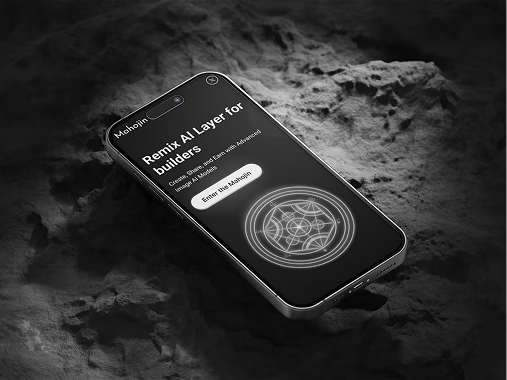 Mahojin
Remix AI Layer for
builders
Create, Share, and Earn with Advanced
Image AI Models
Enter the Mahojin